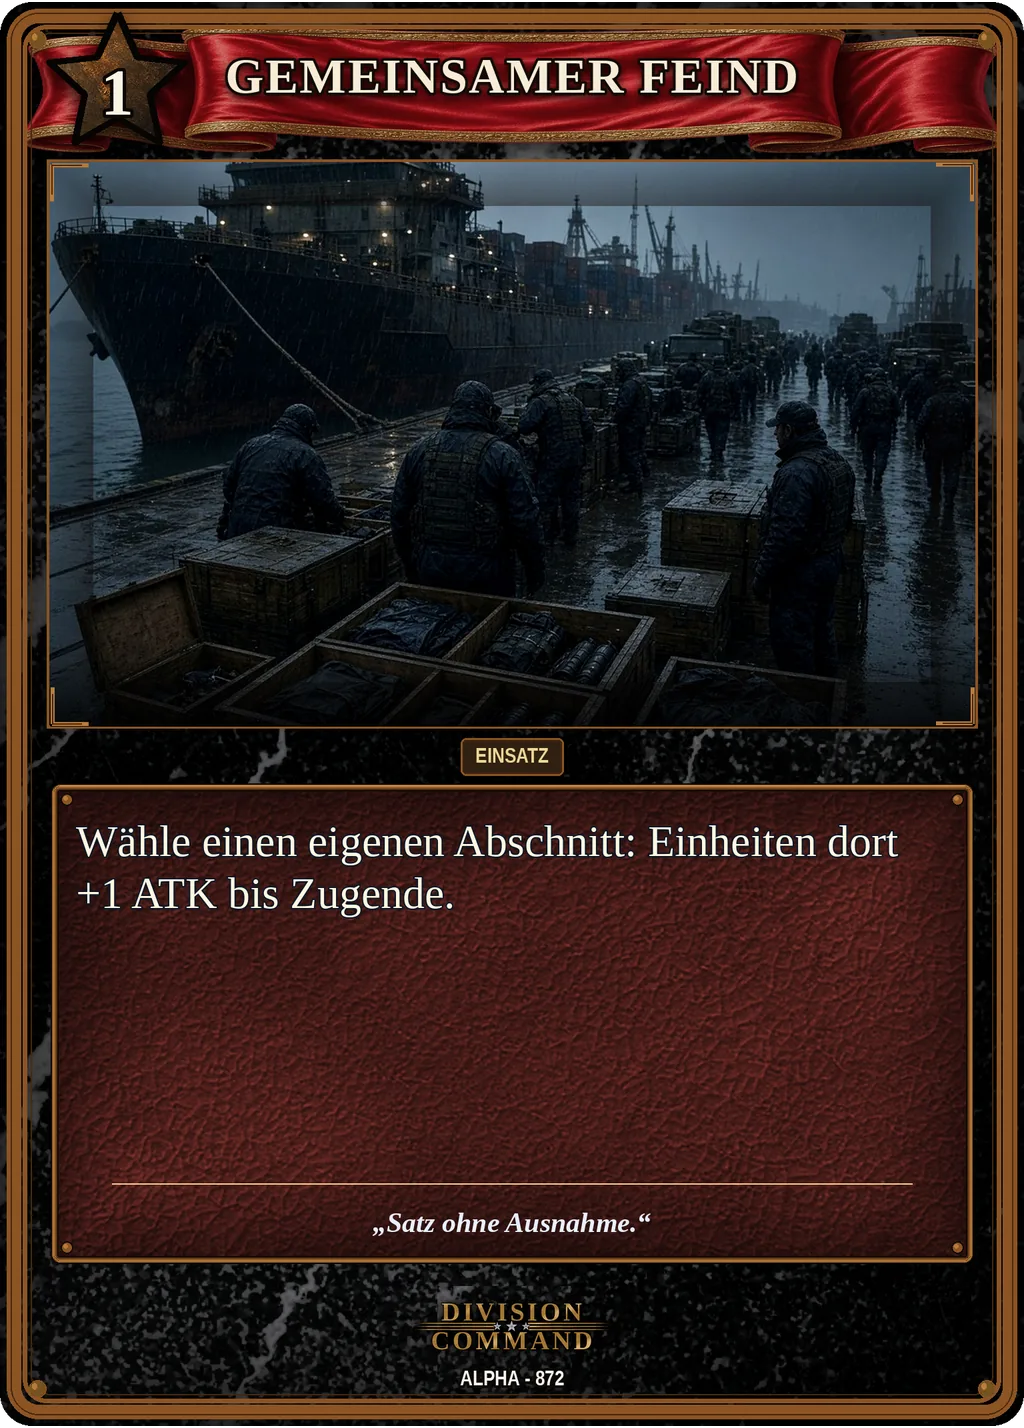 1
GEMEINSAMER FEIND
EINSATZ
Wähle einen eigenen Abschnitt: Einheiten dort
+1 ATK bis Zugende.
„Satz ohne Ausnahme.“
DIVISION
COMMAND
ALPHA - 872